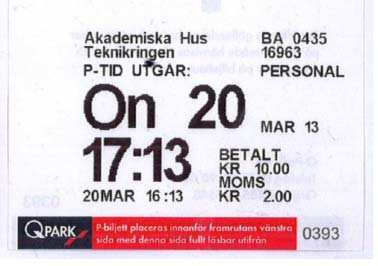 Akademiska Hus BA 0435
Teknikringen 16963
P-TID UTGÅR: PERSONAL
On 20 MAR 13
17:13 BETALT
KR 10.00
MOMS
20MAR 16:13 KR 2.00
QPARK P-biljett placeras innanför framrutans vänstra
sida med denna sida fullt läsbar utifrån 0393